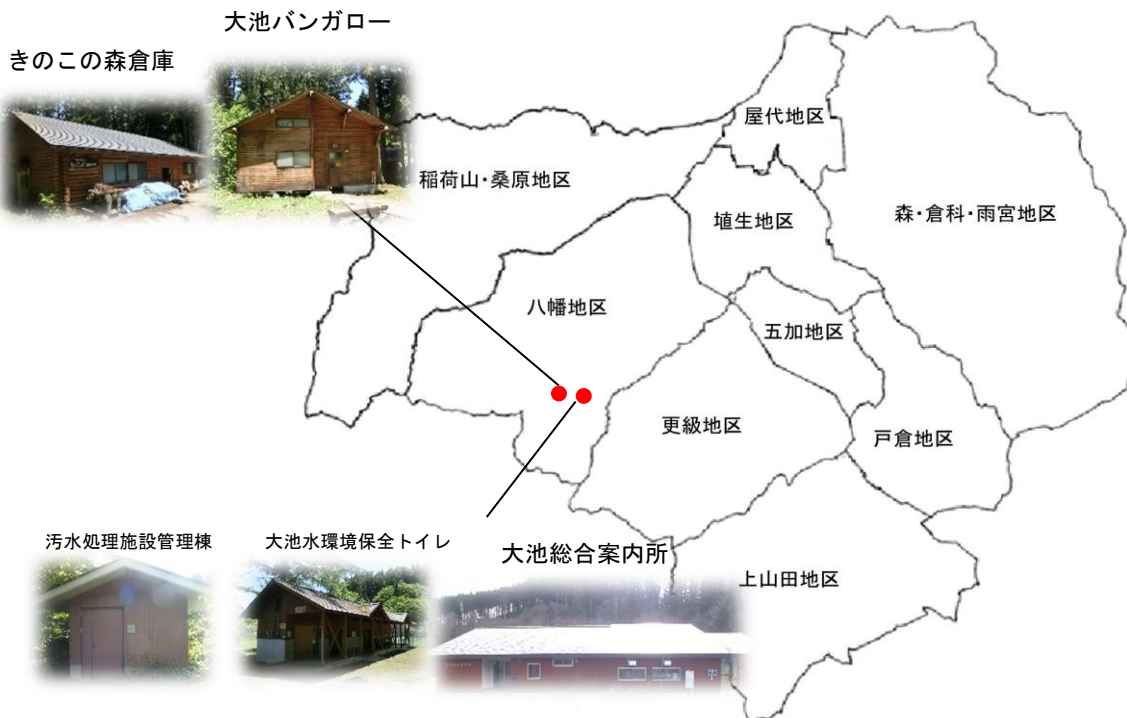 大池バンガロー
きのこの森倉庫
屋代地区
稲荷山・桑原地区
森・倉科・雨宮地区
埴生地区
八幡地区
五加地区
更級地区
戸倉地区
汚水処理施設管理棟
大池水環境保全トイレ
大池総合案内所
上山田地区